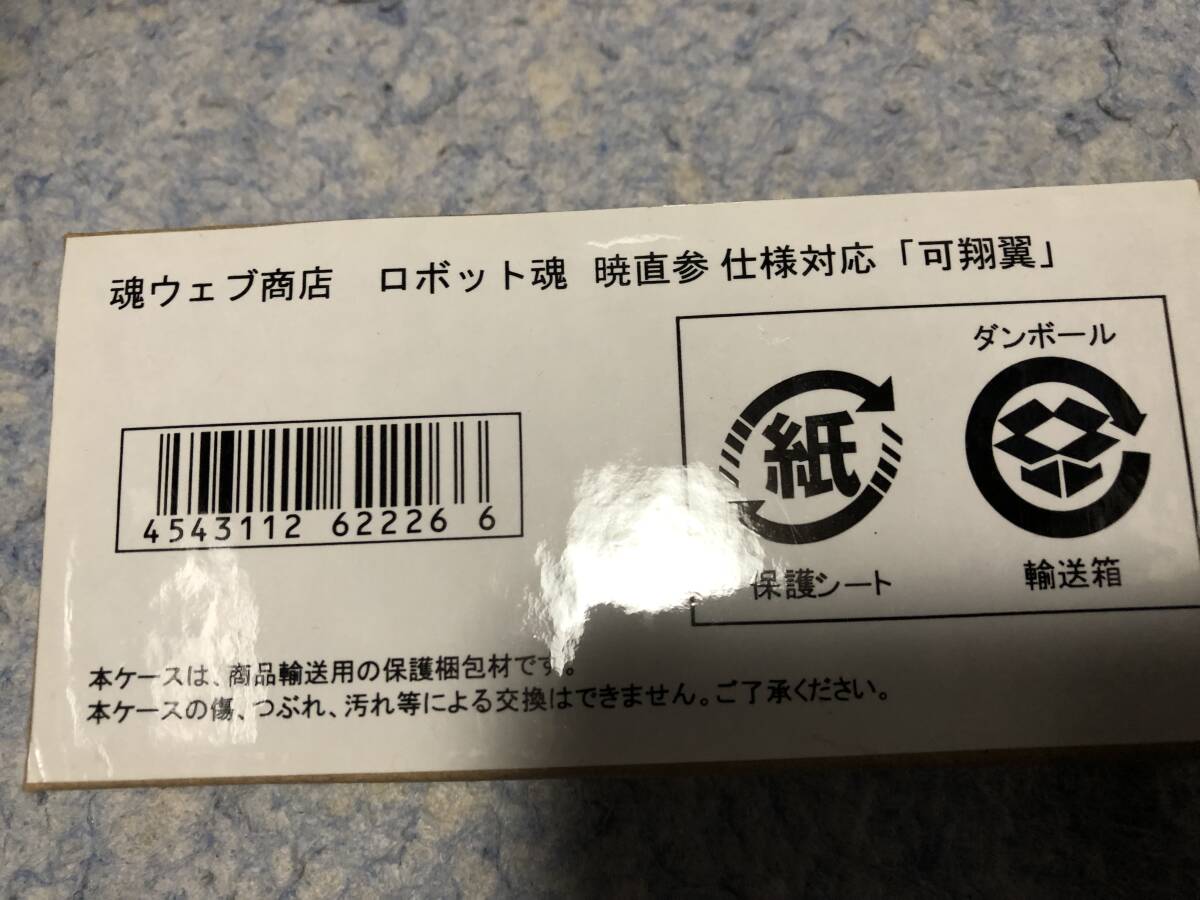 魂ウェブ商店　ロボット魂 暁直参 仕様対応「可翔翼」
ダンボール
紙
保護シート
輸送箱
4543112 62226 6
本ケースは、商品輸送用の保護梱包材です。
本ケースの傷、つぶれ、汚れ等による交換はできません。ご了承ください。